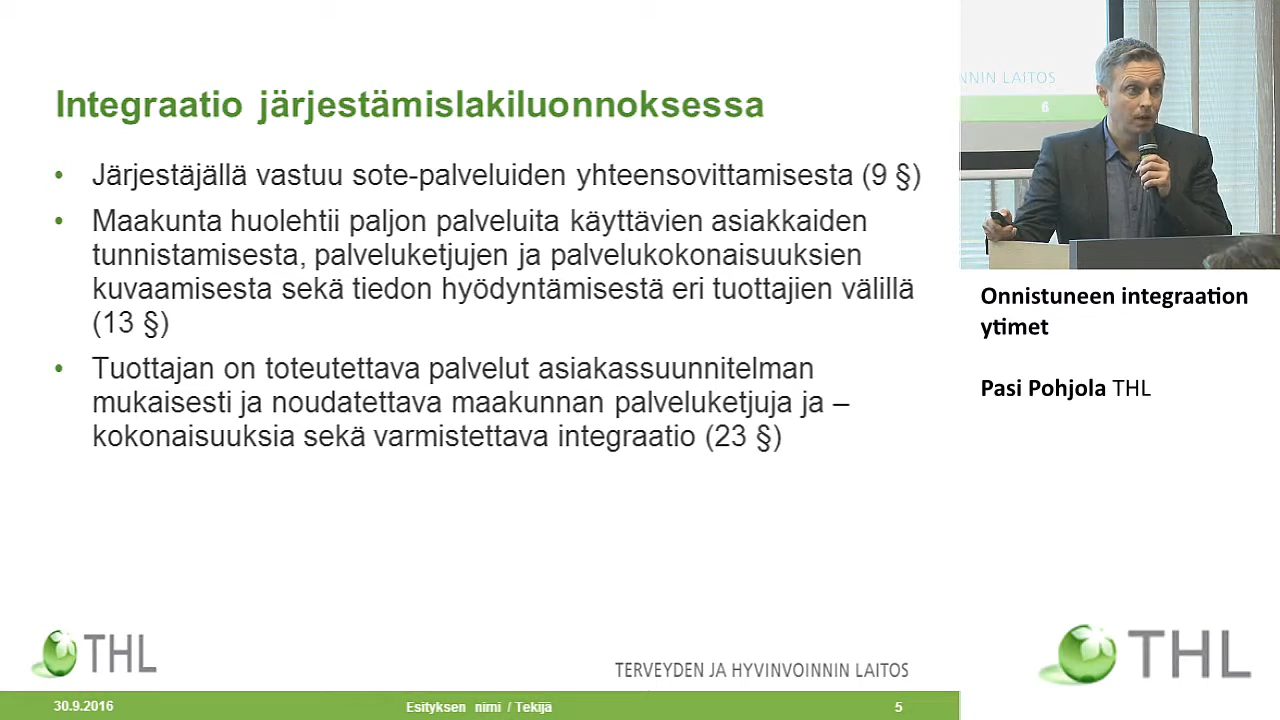 Integraatio järjestämislakiluonnoksessa
• Järjestäjällä vastuu sote-palveluiden yhteensovittamisesta (9 §)
• Maakunta huolehtii paljon palveluita käyttävien asiakkaiden
tunnistamisesta, palveluketjujen ja palvelukokonaisuuksien
kuvaamisesta sekä tiedon hyödyntämisestä eri tuottajien välillä
(13 §)
• Tuottajan on toteutettava palvelut asiakassuunnitelman
mukaisesti ja noudatettava maakunnan palveluketjuja ja –
kokonaisuuksia sekä varmistettava integraatio (23 §)
THL
TERVEYDEN JA HYVINVOINNIN LAITOS
30.9.2016
Esityksen nimi / Tekijä
5
NNIN LAITOS
6
Onnistuneen integraation
ytimet
Pasi Pohjola THL
THL